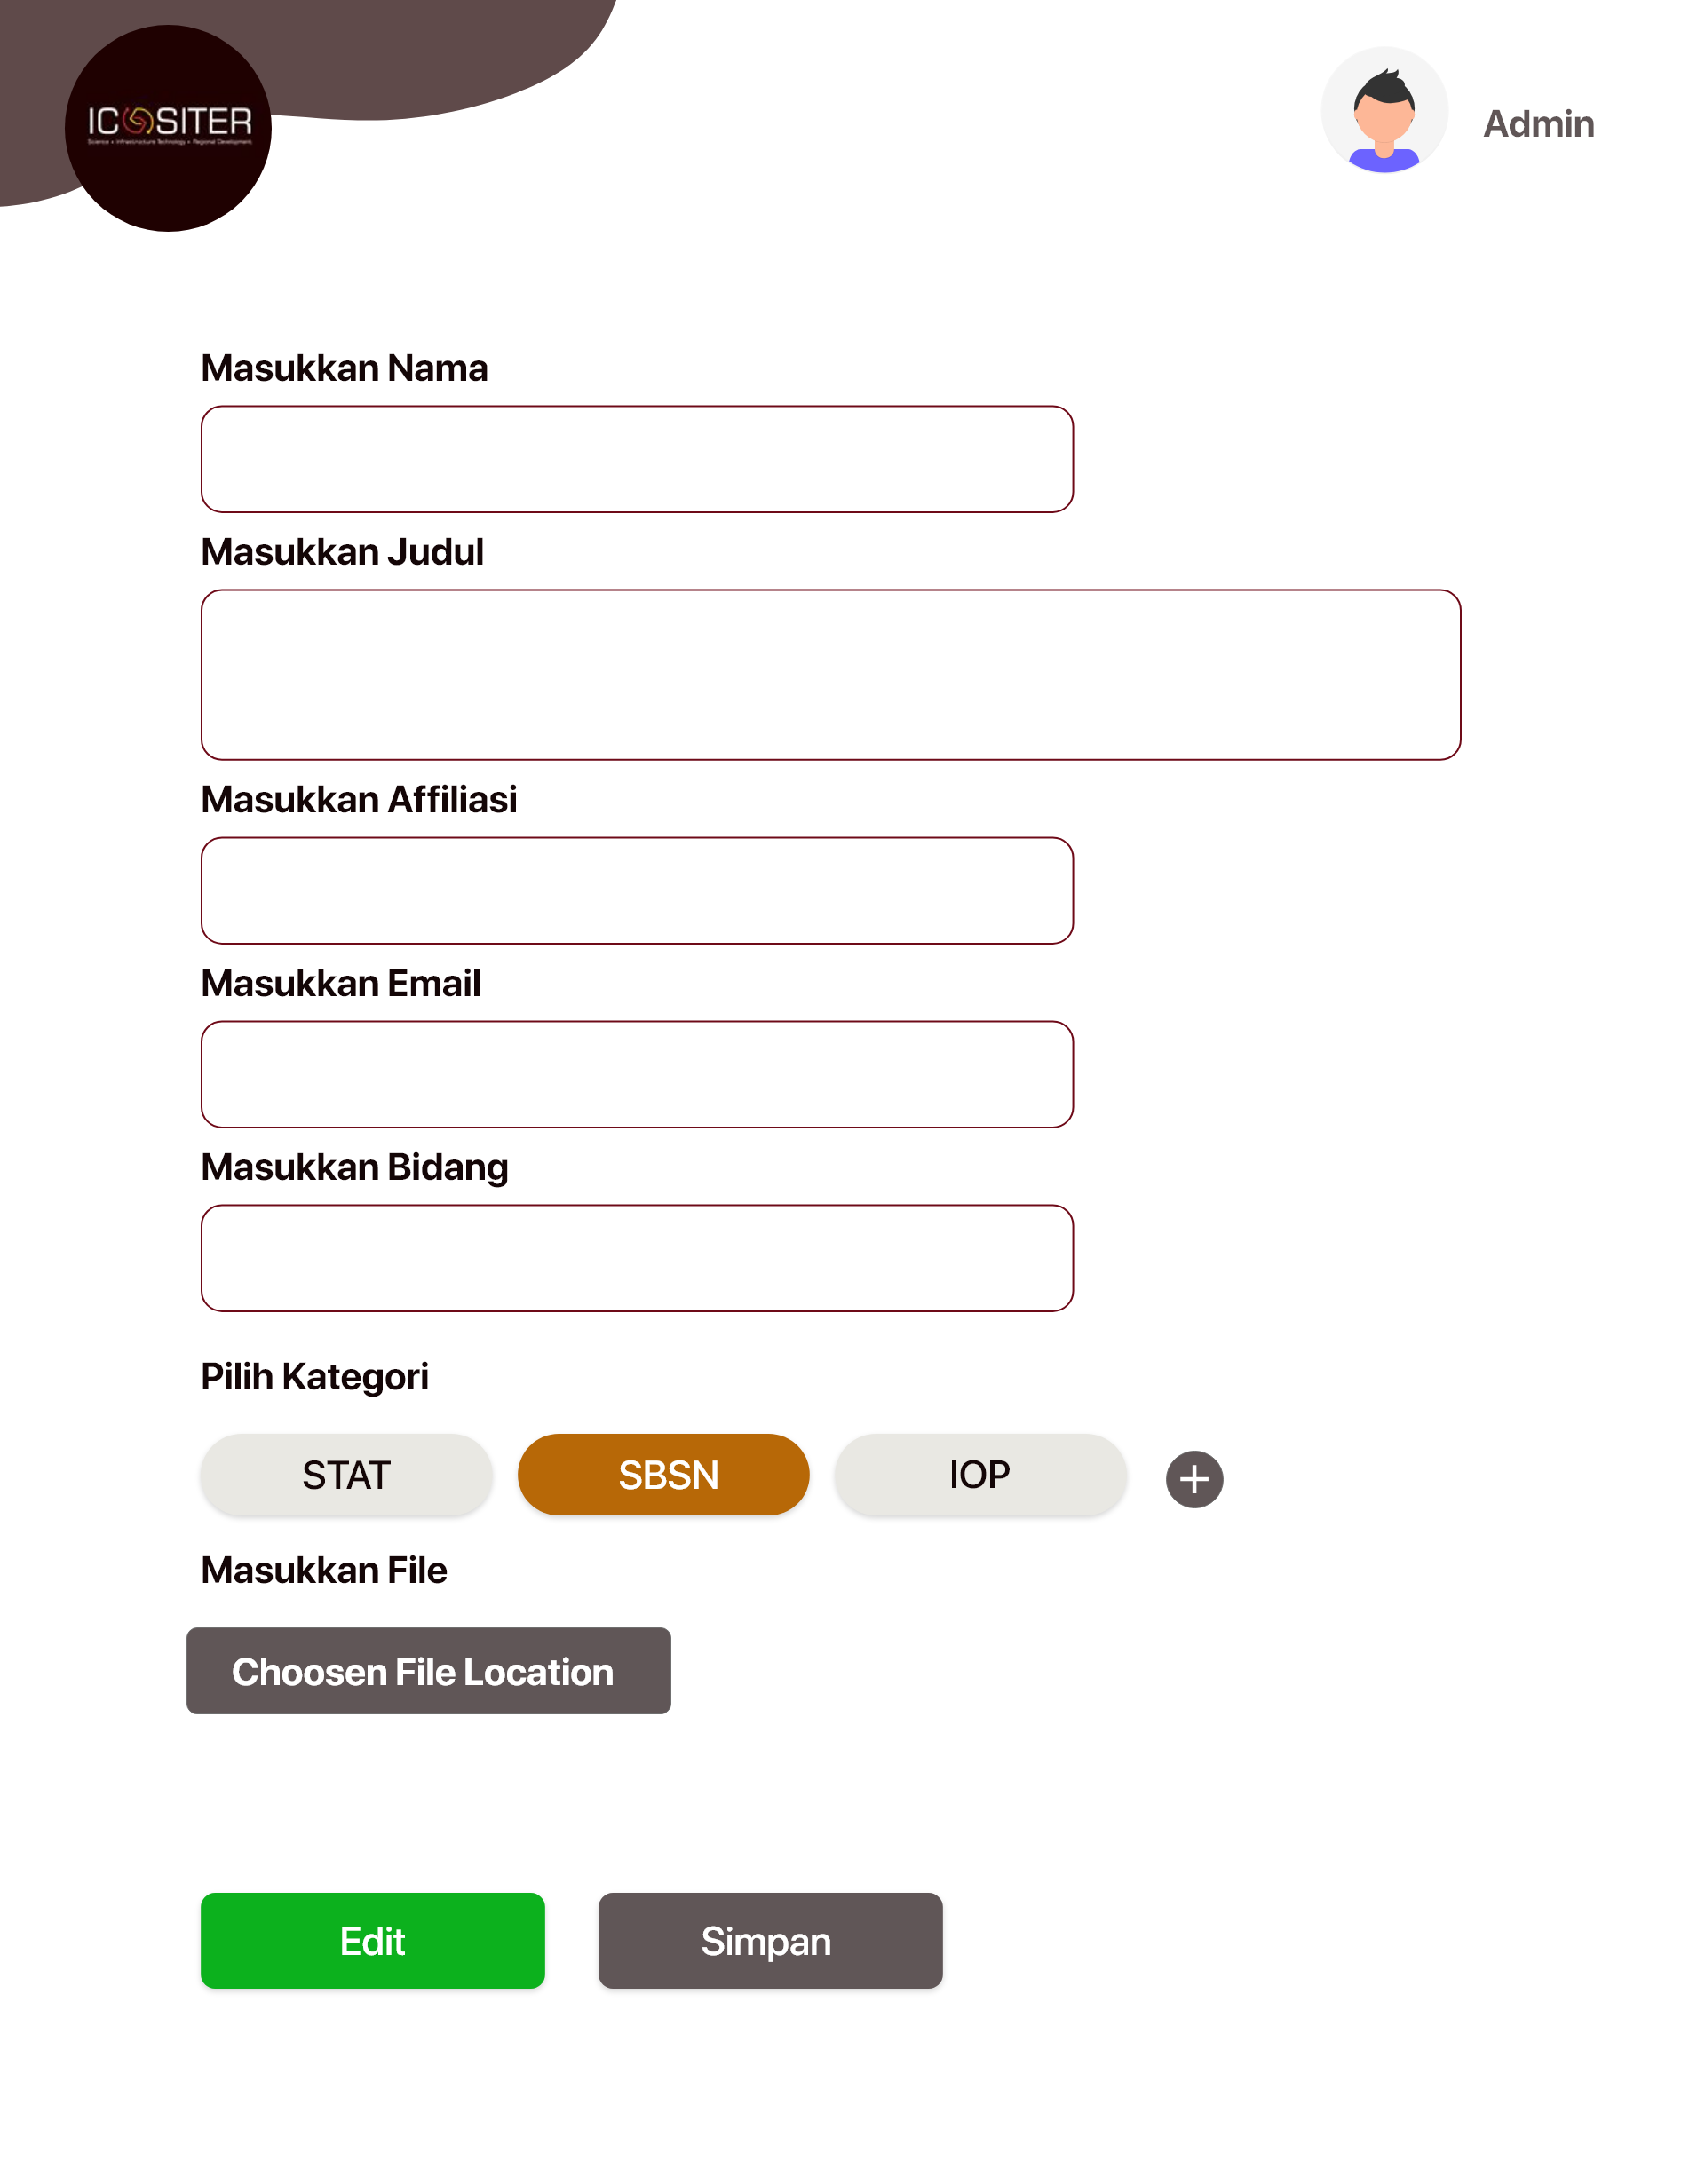 ICOSITER
Science • Infrastructure Technology • Regional Development
Admin
Masukkan Nama
Masukkan Judul
Masukkan Affiliasi
Masukkan Email
Masukkan Bidang
Pilih Kategori
STAT
SBSN
IOP
+
Masukkan File
Choosen File Location
Edit
Simpan